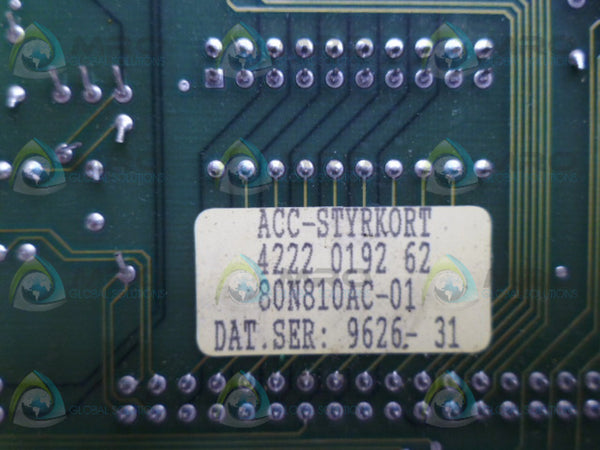 ACC-STYRKORT
4222 0192 62
80N810AC-01
DAT.SER: 9626- 31